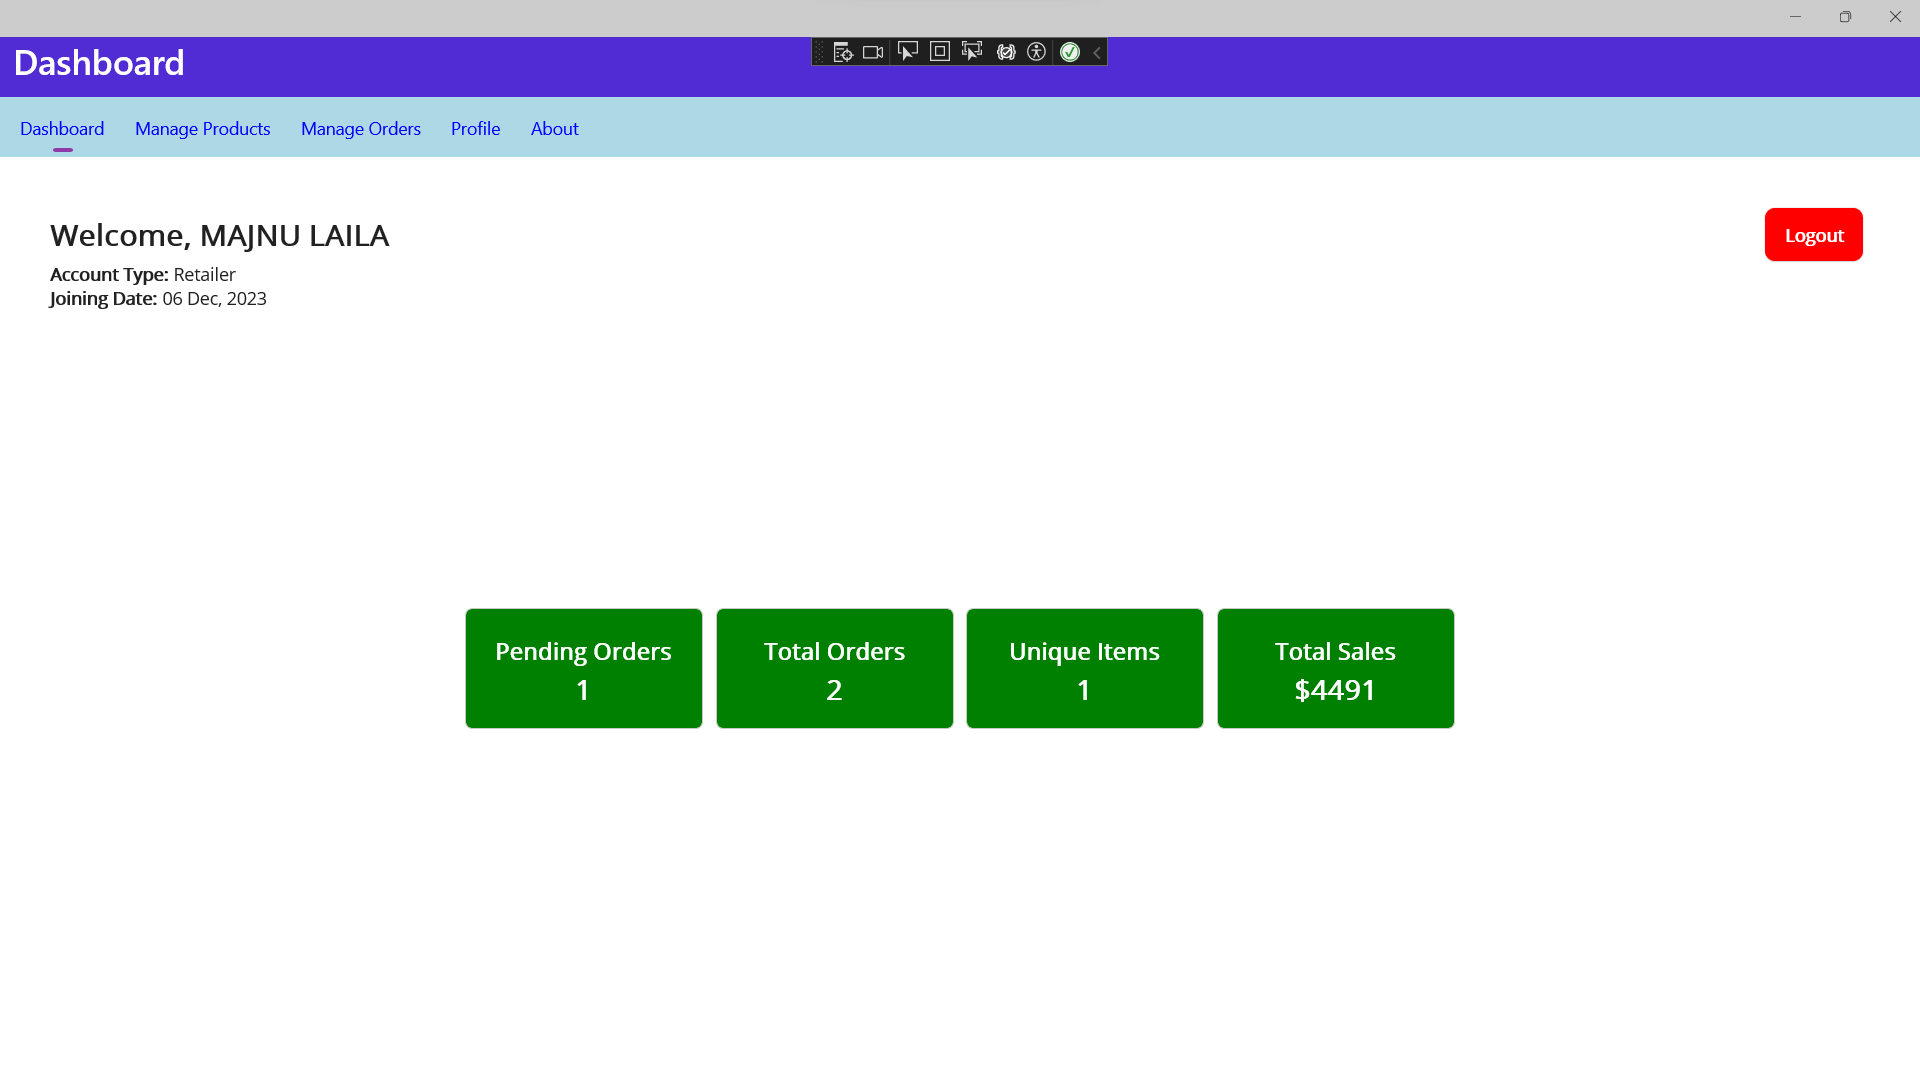 Dashboard
Dashboard Manage Products Manage Orders Profile About
Welcome, MAJNU LAILA
Logout
Account Type: Retailer
Joining Date: 06 Dec, 2023
Pending Orders
1
Total Orders
2
Unique Items
1
Total Sales
$4491